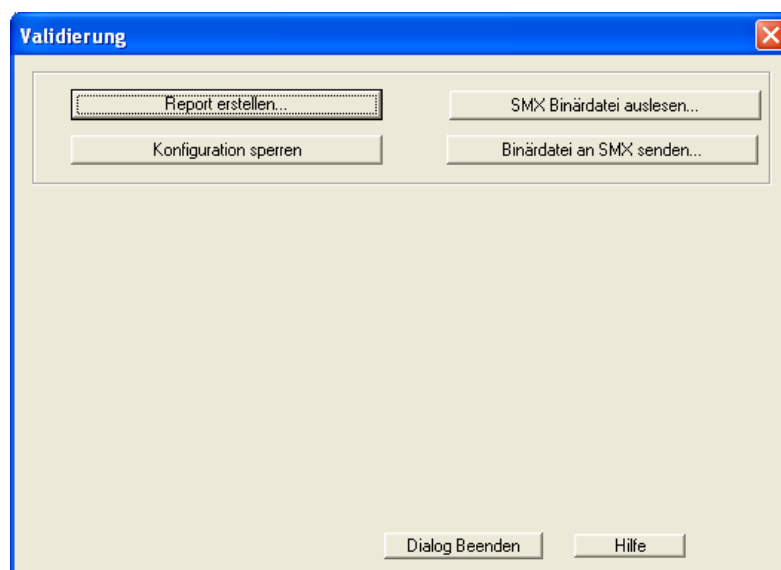 Validierung
Report erstellen...
SMX Binärdatei auslesen...
Konfiguration sperren
Binärdatei an SMX senden...
Dialog Beenden
Hilfe